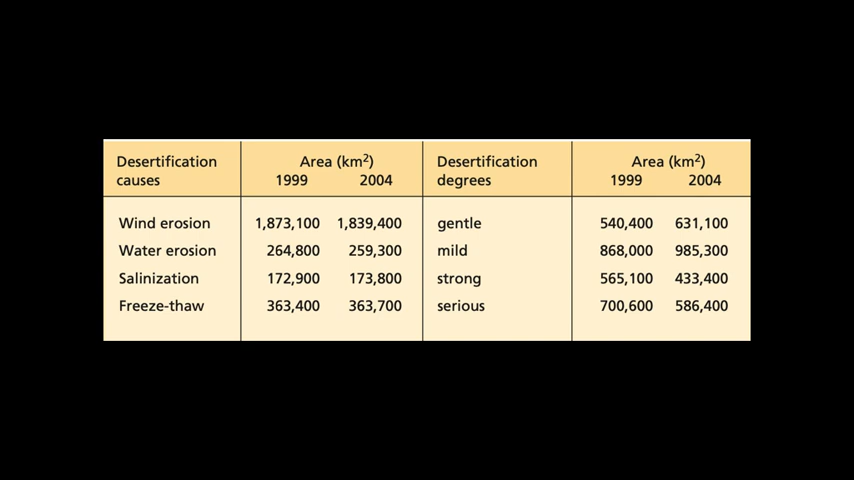 Desertification Area (km²) Desertification Area (km²)
causes 1999 2004 degrees 1999 2004
Wind erosion 1,873,100 1,839,400 gentle 540,400 631,100
Water erosion 264,800 259,300 mild 868,000 985,300
Salinization 172,900 173,800 strong 565,100 433,400
Freeze-thaw 363,400 363,700 serious 700,600 586,400